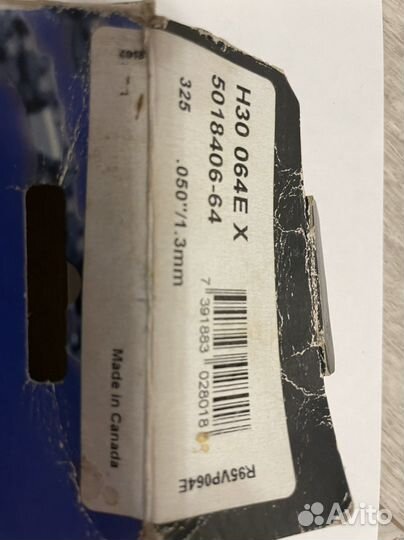 H30 064E X
5018406-64
325 .050"/1.3mm
7 391883 028018
Made in Canada
R95VP064E
Avito